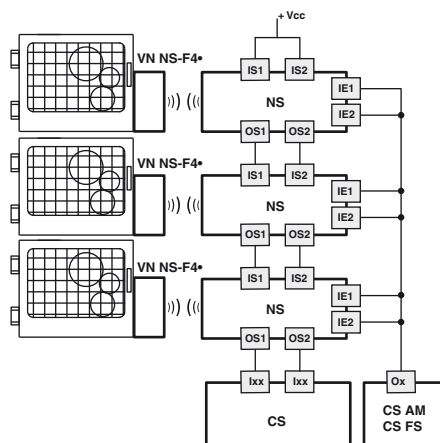 + Vcc
VN NS-F4•
IS1 IS2
IE1
NS
IE2
OS1 OS2
VN NS-F4•
IS1 IS2
IE1
NS
IE2
OS1 OS2
VN NS-F4•
IS1 IS2
IE1
NS
IE2
OS1 OS2
Ixx Ixx
Ox
CS
CS AM
CS FS